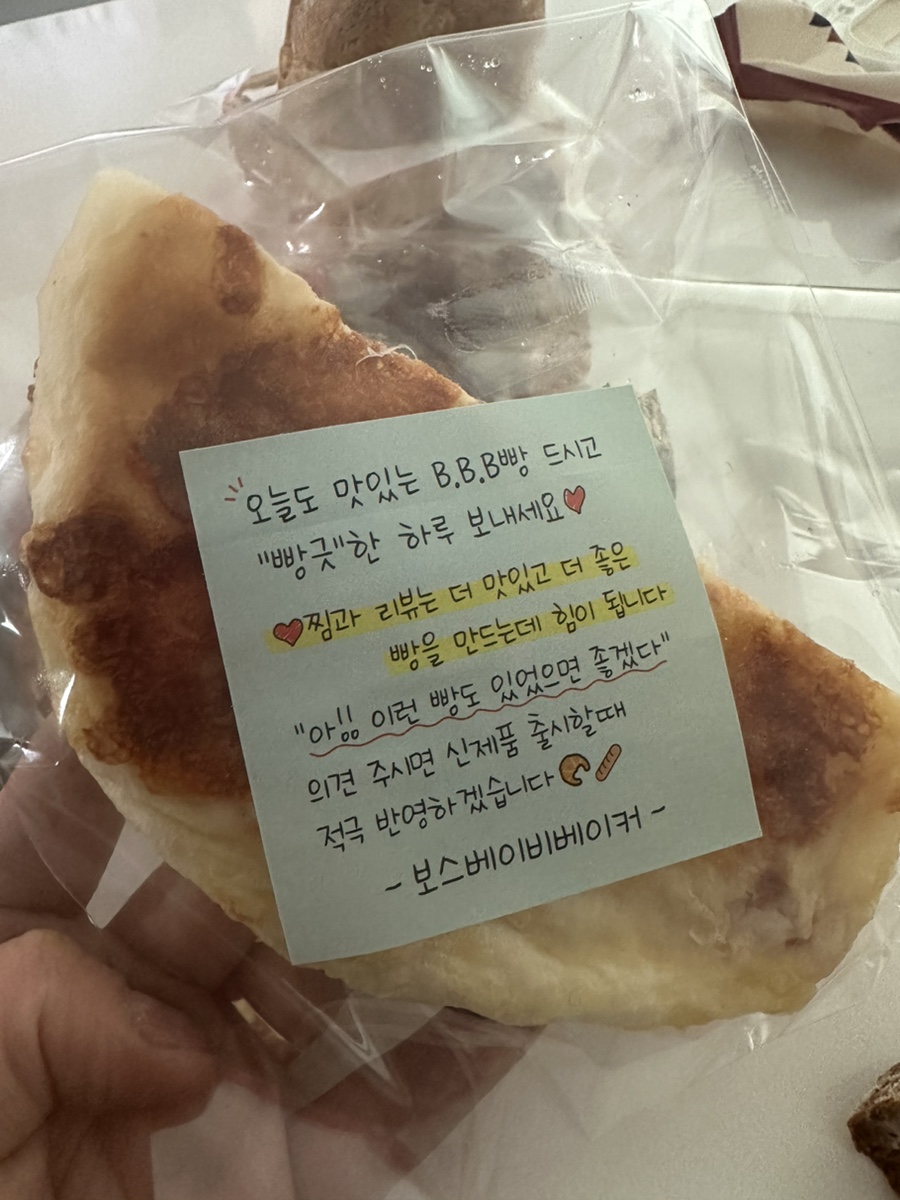 오늘도 맛있는 B.B.B빵 드시고
"빵긋"한 하루 보내세요♥
♥찜과 리뷰는 더 맛있고 더 좋은
빵을 만드는데 힘이 됩니다
"아!!! 이런 빵도 있었으면 좋겠다"
의견 주시면 신제품 출시할때
적극 반영하겠습니다
~ 보스베이비베이커 ~